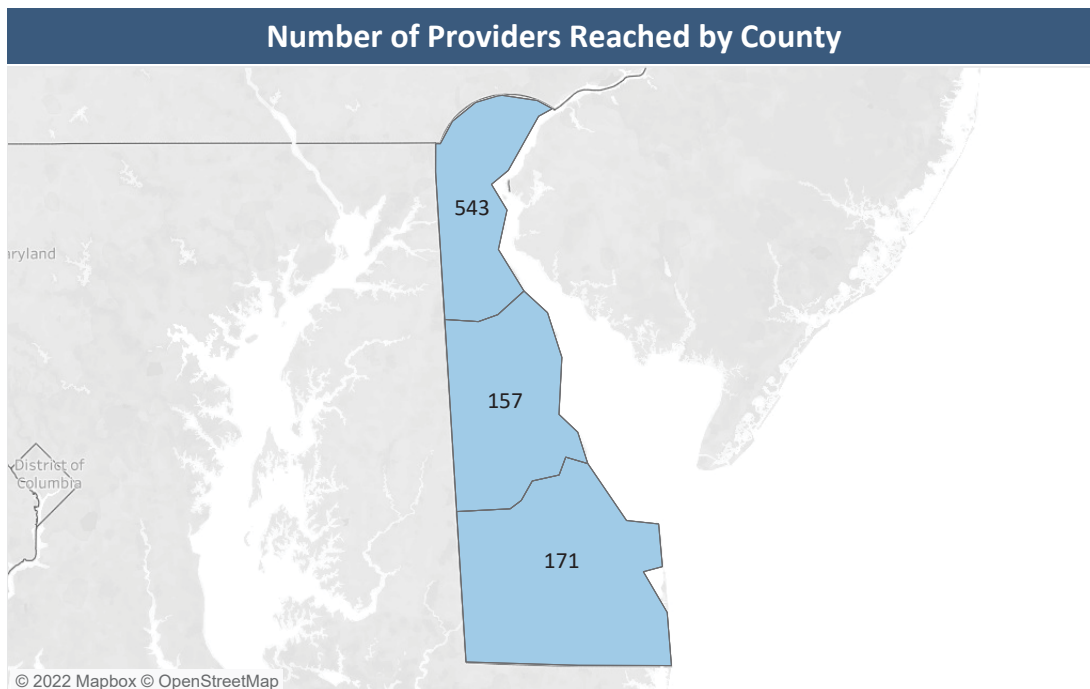 Number of Providers Reached by County
543
aryland
157
District of
Columbia
171
© 2022 Mapbox © OpenStreetMap